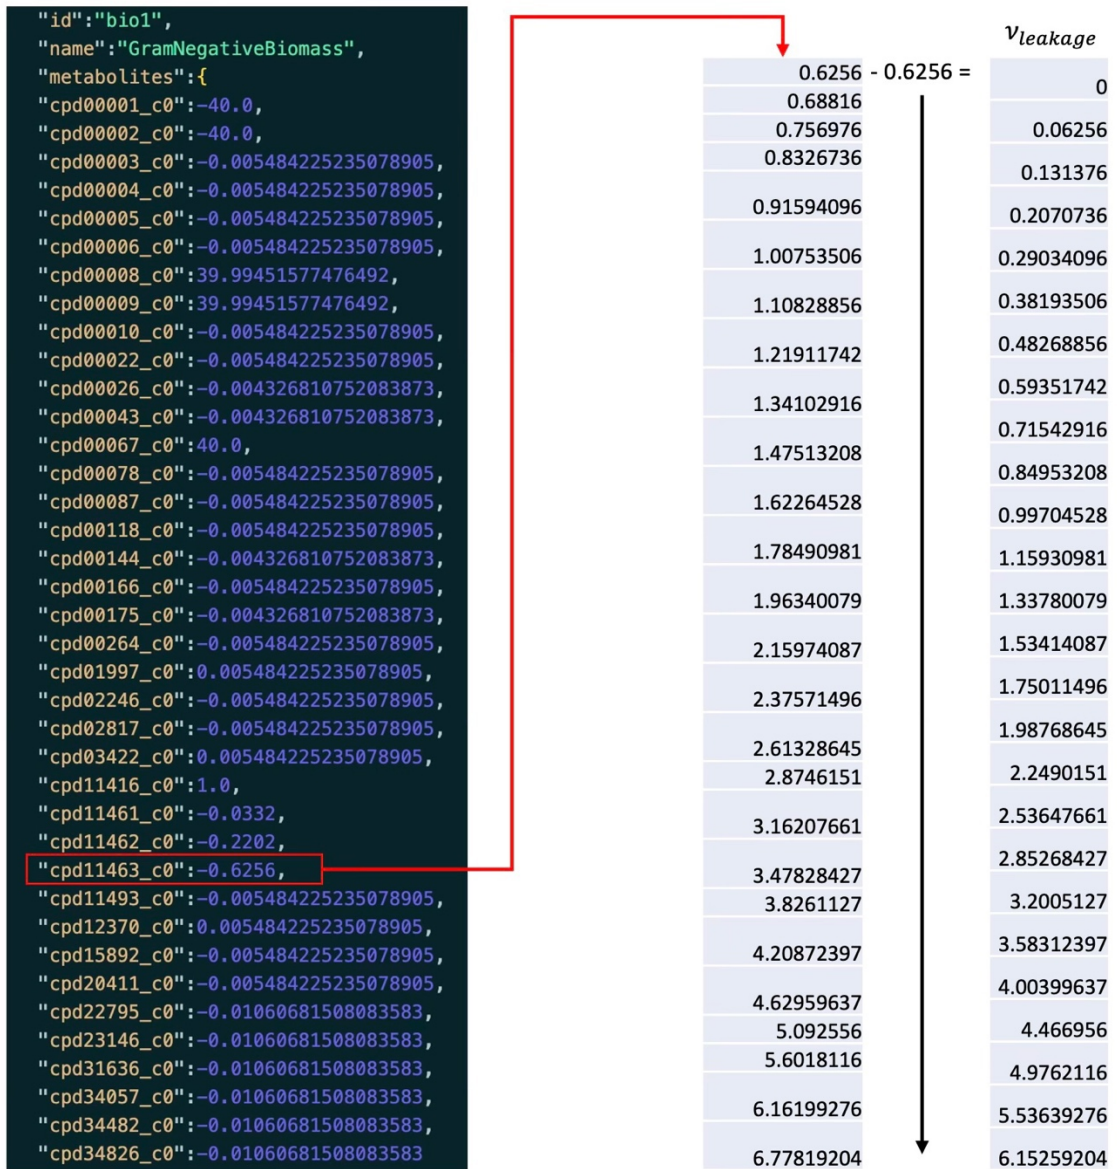 "id":"bio1",
"name":"GramNegativeBiomass",
"metabolites":{
"cpd00001_c0":-40.0,
"cpd00002_c0":-40.0,
"cpd00003_c0":-0.0054842252350​78905,
"cpd00004_c0":-0.005484225235078905,
"cpd00005_c0":-0.005484225235078905,
"cpd00006_c0":-0.005484225235078905,
"cpd00008_c0":39.99451577476492,
"cpd00009_c0":39.99451577476492,
"cpd00010_c0":-0.005484225235078905,
"cpd00022_c0":-0.005484225235078905,
"cpd00026_c0":-0.004326810752083873,
"cpd00043_c0":-0.004326810752083873,
"cpd00067_c0":40.0,
"cpd00078_c0":-0.005484225235078905,
"cpd00087_c0":-0.005484225235078905,
"cpd00118_c0":-0.005484225235078905,
"cpd00144_c0":-0.004326810752083873,
"cpd00166_c0":-0.005484225235078905,
"cpd00175_c0":-0.004326810752083873,
"cpd00264_c0":-0.005484225235078905,
"cpd01997_c0":0.005484225235078905,
"cpd02246_c0":-0.005484225235078905,
"cpd02817_c0":-0.005484225235078905,
"cpd03422_c0":0.005484225235078905,
"cpd11416_c0":1.0,
"cpd11461_c0":-0.0332,
"cpd11462_c0":-0.2202,
"cpd11463_c0":-0.6256,
"cpd11493_c0":-0.005484225235078905,
"cpd12370_c0":0.005484225235078905,
"cpd15892_c0":-0.005484225235078905,
"cpd20411_c0":-0.005484225235078905,
"cpd22795_c0":-0.01060681508083583,
"cpd23146_c0":-0.01060681508083583,
"cpd31636_c0":-0.01060681508083583,
"cpd34057_c0":-0.01060681508083583,
"cpd34482_c0":-0.01060681508083583,
"cpd34826_c0":-0.01060681508083583
0.6256 - 0.6256 =
0.68816
0.756976
0.8326736
0.91594096
1.00753506
1.10828856
1.21911742
1.34102916
1.47513208
1.62264528
1.78490981
1.96340079
2.15974087
2.37571496
2.61328645
2.8746151
3.16207661
3.47828427
3.8261127
4.20872397
4.62959637
5.092556
5.6018116
6.16199276
6.77819204
ν_leakage
0
0.06256
0.131376
0.2070736
0.29034096
0.38193506
0.48268856
0.59351742
0.71542916
0.84953208
0.99704528
1.15930981
1.33780079
1.53414087
1.75011496
1.98768645
2.2490151
2.53647661
2.85268427
3.2005127
3.58312397
4.00399637
4.466956
4.9762116
5.53639276
6.15259204